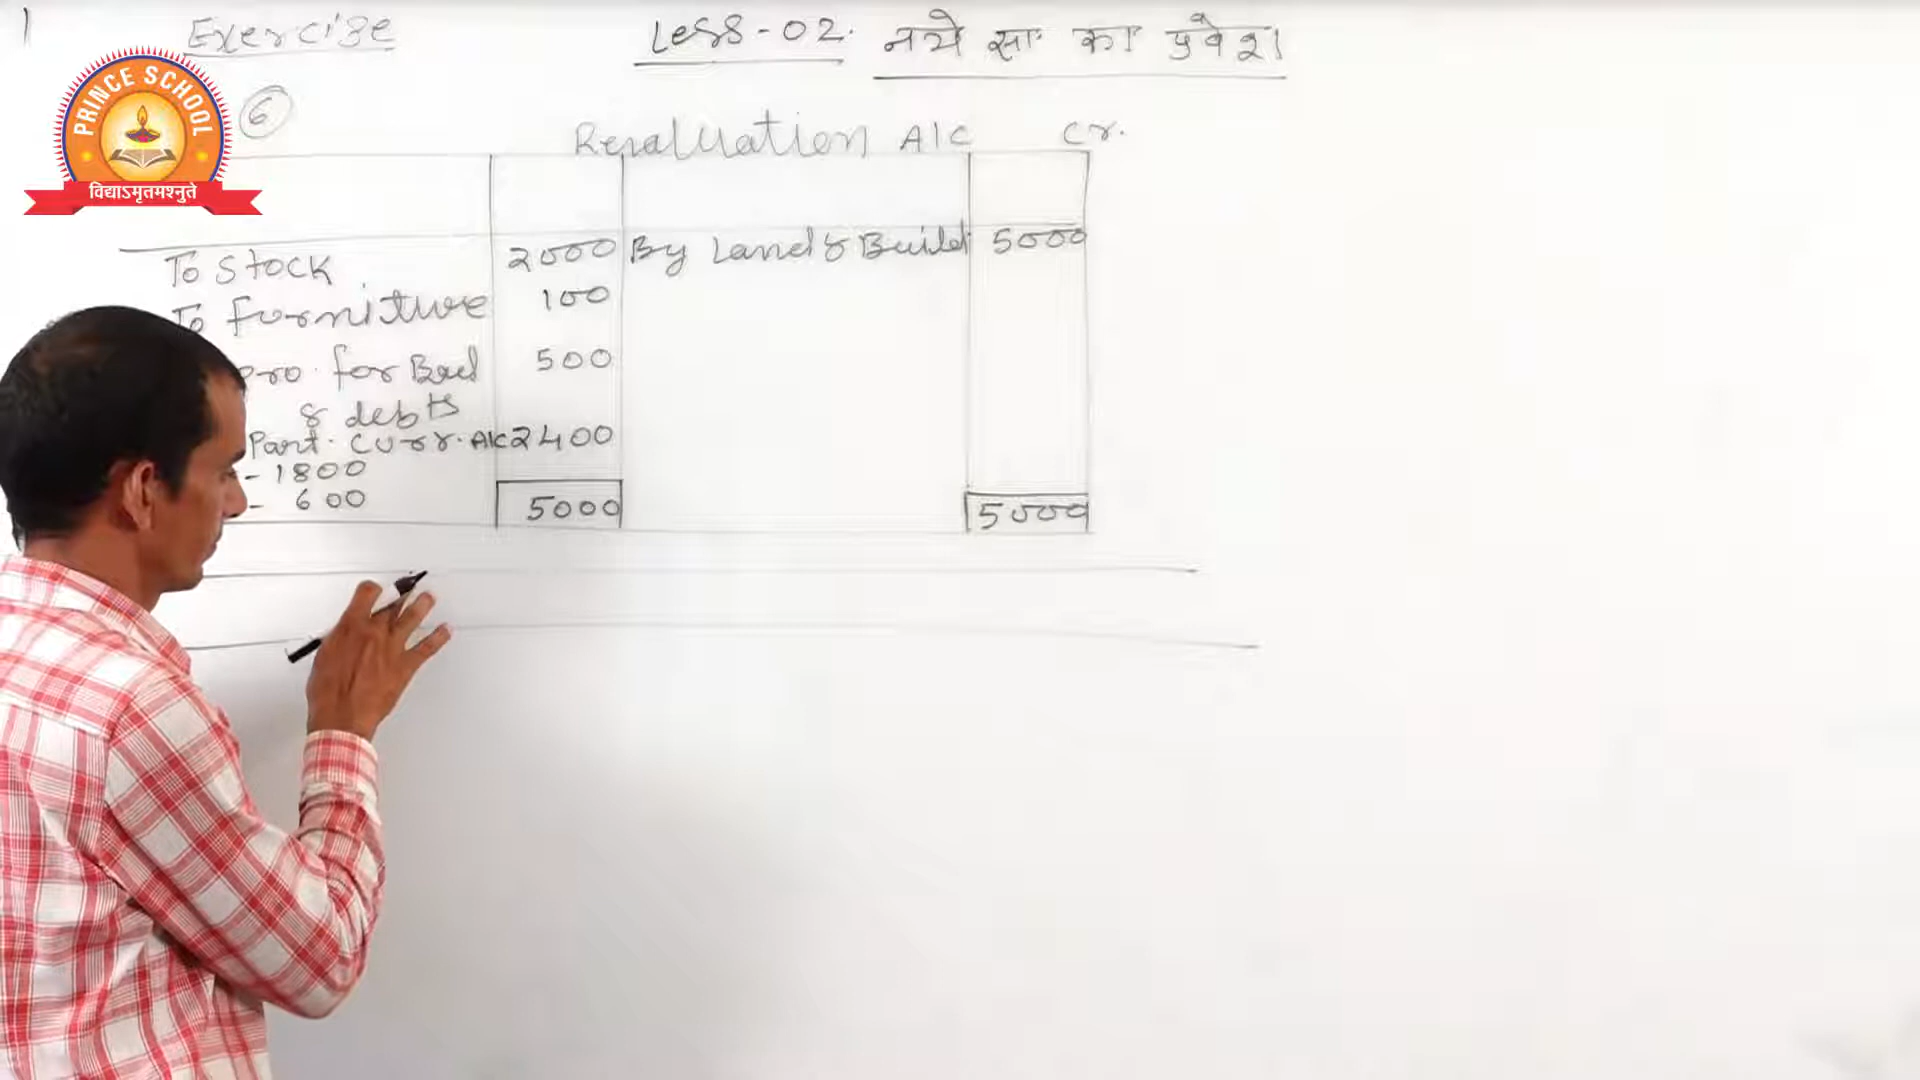 Exercise
Less-02. नये सा. का प्रवेश।
PRINCE SCHOOL
विद्याऽमृतमश्नुते
6
Revaluation A/C Cr.
To Stock 2000 By Land & Build 5000
To Furniture 100
pro. for Bad 500
& debts
Part. Curr. A/C 2400
- 1800
- 600
5000 5000